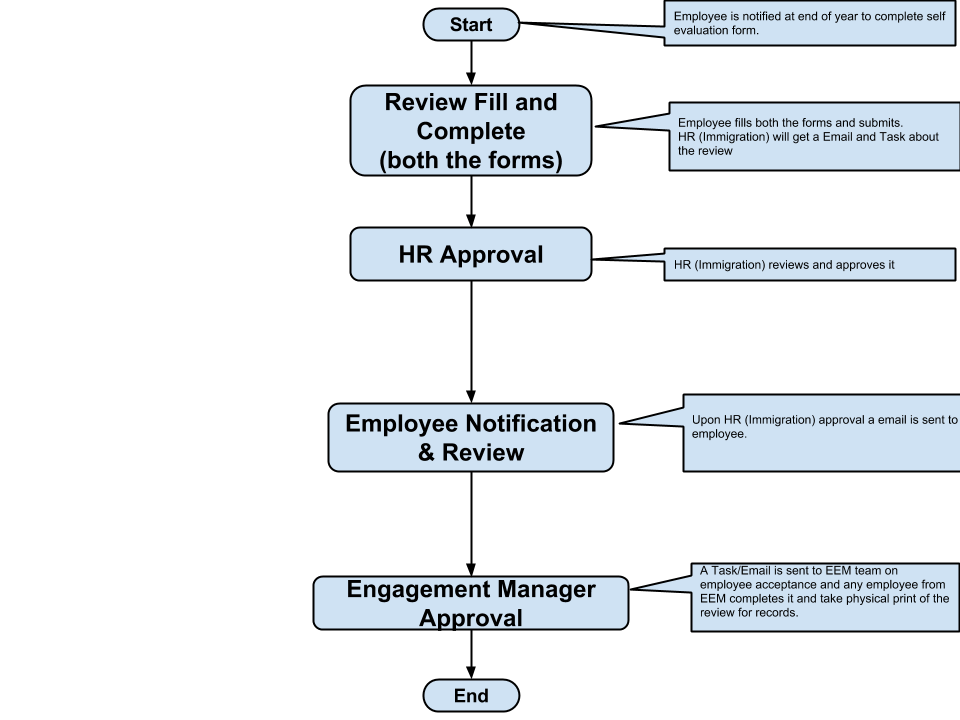 Start
Employee is notified at end of year to complete self
evaluation form.
Review Fill and
Complete
(both the forms)
Employee fills both the forms and submits.
HR (Immigration) will get a Email and Task about
the review
HR Approval
HR (Immigration) reviews and approves it
Employee Notification
& Review
Upon HR (Immigration) approval a email is sent to
employee.
Engagement Manager
Approval
A Task/Email is sent to EEM team on
employee acceptance and any employee from
EEM completes it and take physical print of the
review for records.
End